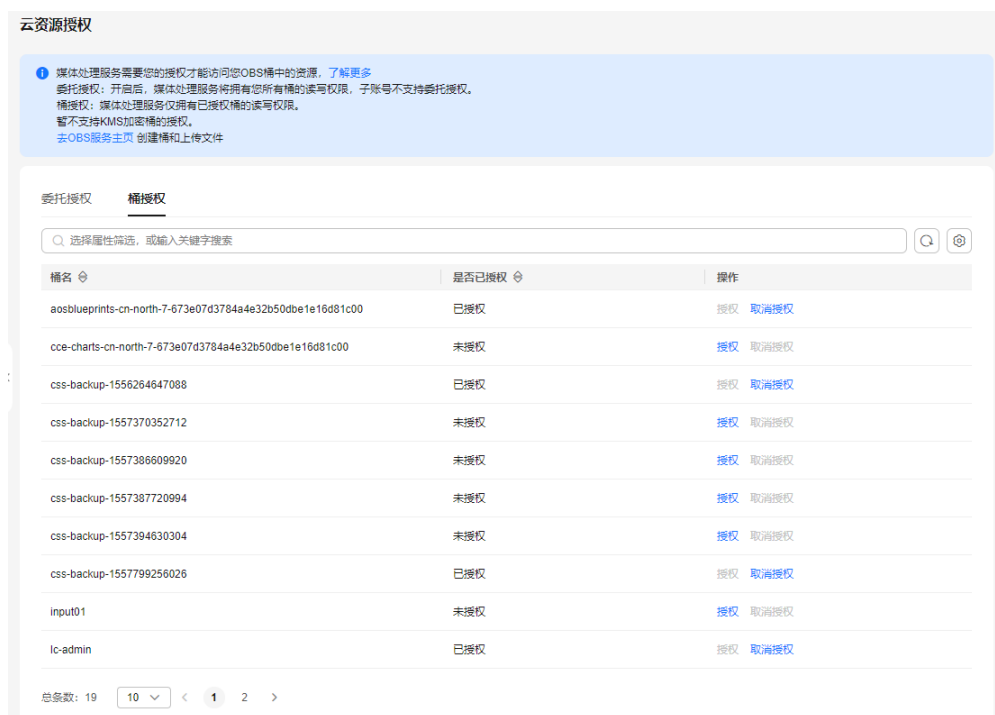 云资源授权
媒体处理服务需要您的授权才能访问您OBS桶中的资源，了解更多
委托授权：开启后，媒体处理服务将拥有您所有桶的读写权限，子账号不支持委托授权。
桶授权：媒体处理服务仅拥有已授权桶的读写权限。
暂不支持KMS加密桶的授权。
去OBS服务主页 创建桶和上传文件
委托授权 桶授权
选择属性筛选，或输入关键字搜索
桶名 是否已授权 操作
aosblueprints-cn-north-7-673e07d3784a4e32b50dbe1e16d81c00 已授权 授权 取消授权
cce-charts-cn-north-7-673e07d3784a4e32b50dbe1e16d81c00 未授权 授权 取消授权
css-backup-1556264647088 已授权 授权 取消授权
css-backup-1557370352712 未授权 授权 取消授权
css-backup-1557386609920 未授权 授权 取消授权
css-backup-1557387720994 未授权 授权 取消授权
css-backup-1557394630304 未授权 授权 取消授权
css-backup-1557799256026 已授权 授权 取消授权
input01 未授权 授权 取消授权
lc-admin 已授权 授权 取消授权
总条数：19 10 1 2